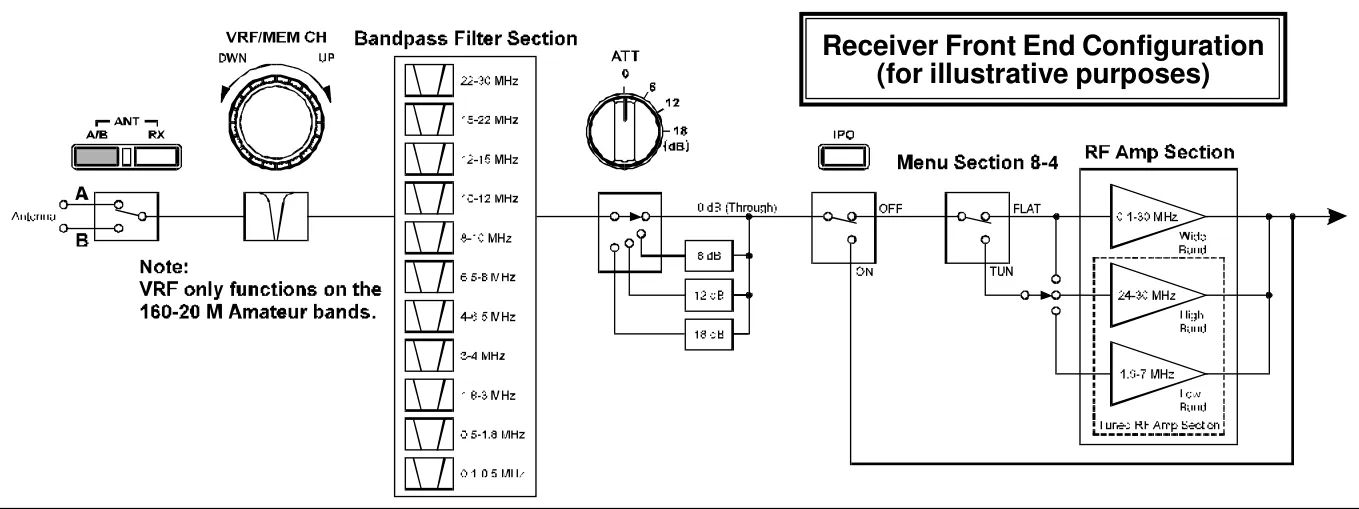 Receiver Front End Configuration
(for illustrative purposes)
VRF/MEM CH
DWN UP
Bandpass Filter Section
ATT
0
6
12
18
(dB)
ANT
A/B RX
IPO
Menu Section 8-4
RF Amp Section
Antenna
A
B
Note:
VRF only functions on the
160-20 M Amateur bands.
22-30 MHz
15-22 MHz
12-15 MHz
10-12 MHz
8-10 MHz
6.5-8 MHz
4-6.5 MHz
3-4 MHz
1.8-3 MHz
0.5-1.8 MHz
0.1-0.5 MHz
0 dB (Through)
6 dB
12 dB
18 dB
OFF
ON
FLAT
TUN
0.1-30 MHz
Wide
Band
24-30 MHz
High
Band
1.8-7 MHz
Low
Band
Tuned RF Amp Section